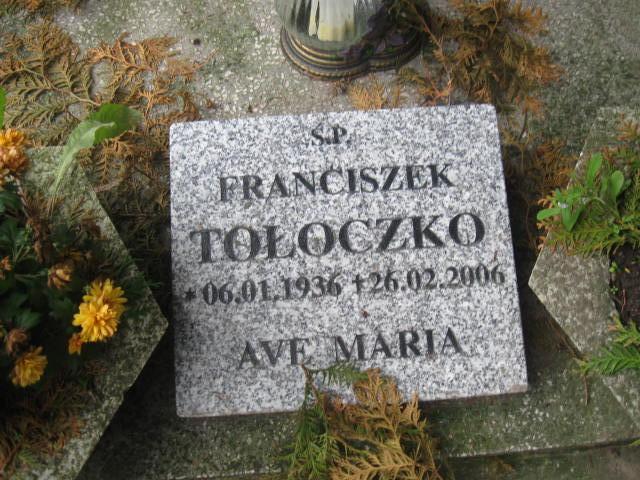 Ś.P.
FRANCISZEK
TOŁOCZKO
*06.01.1936 +26.02.2006
AVE MARIA